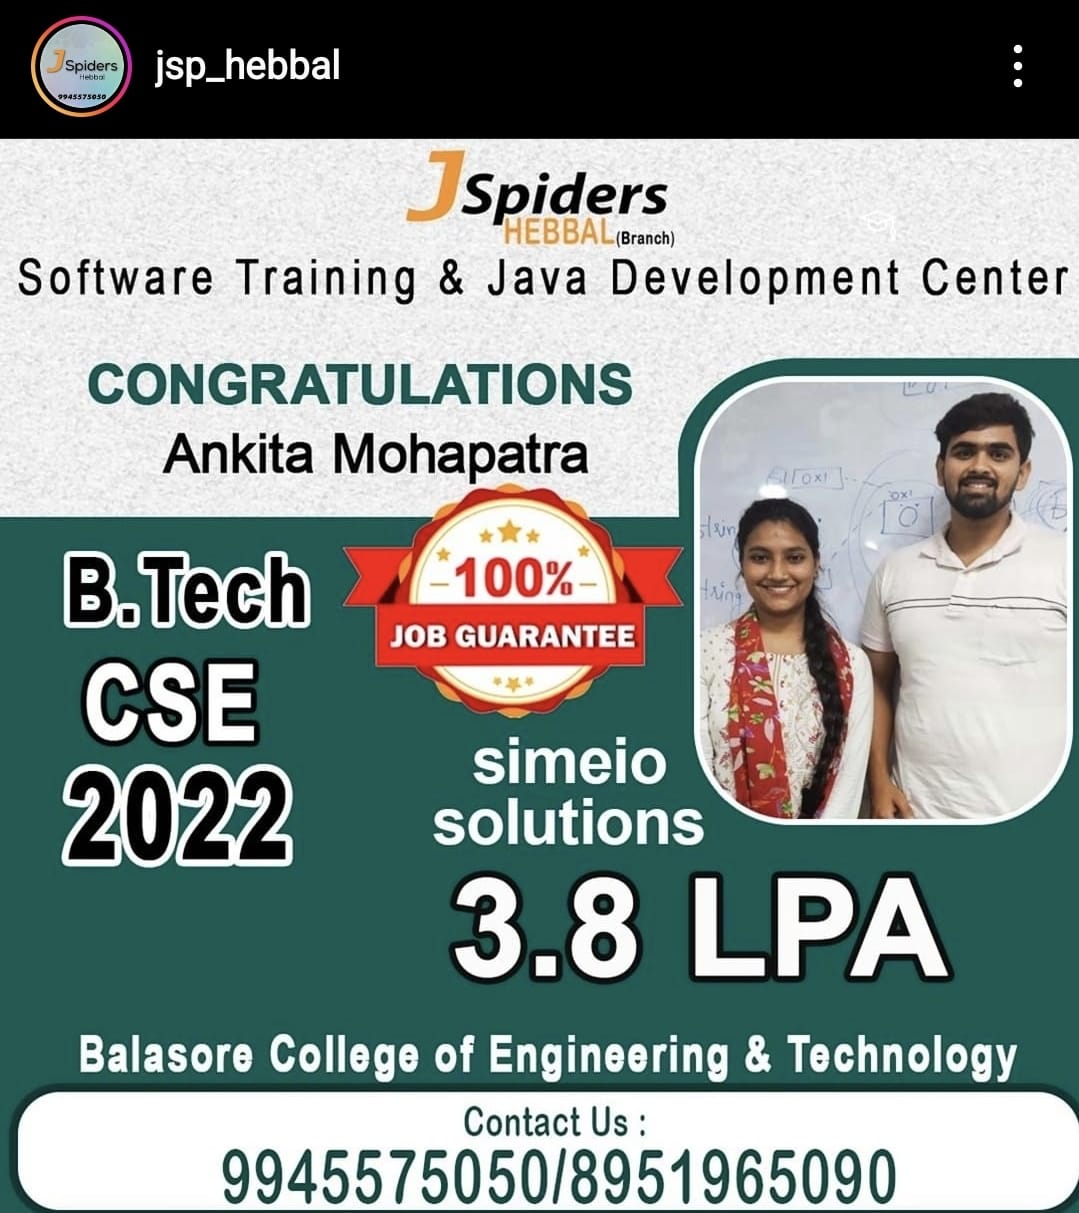 JSpiders
Hebbal
9945575050
jsp_hebbal
JSpiders
HEBBAL(Branch)
Software Training & Java Development Center
CONGRATULATIONS
Ankita Mohapatra
B.Tech
CSE
2022
100%
JOB GUARANTEE
simeio
solutions
3.8 LPA
Balasore College of Engineering & Technology
Contact Us :
9945575050/8951965090